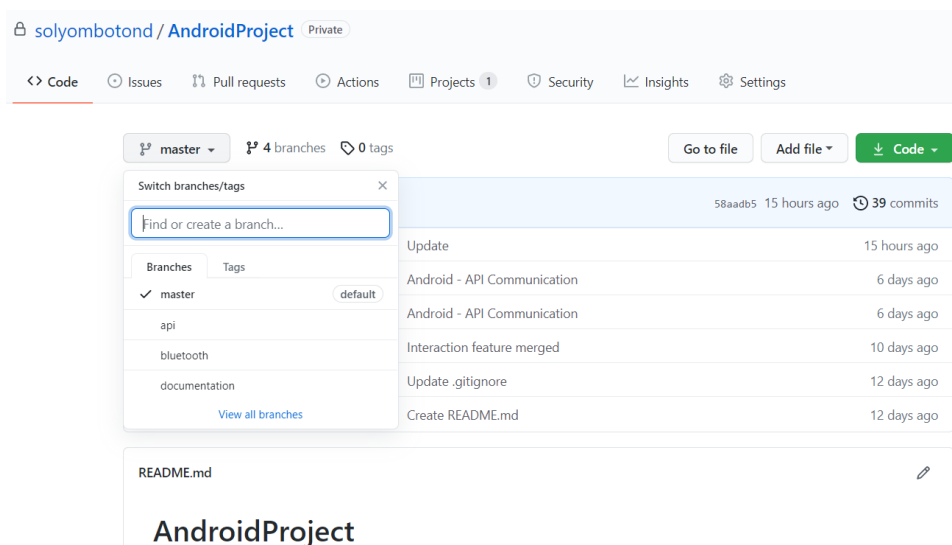 solyombotond / AndroidProject Private
Code Issues Pull requests Actions Projects 1 Security Insights Settings
master 4 branches 0 tags Go to file Add file Code
Switch branches/tags
Find or create a branch...
Branches Tags
master default
api
bluetooth
documentation
View all branches
58aadb5 15 hours ago 39 commits
Update 15 hours ago
Android - API Communication 6 days ago
Android - API Communication 6 days ago
Interaction feature merged 10 days ago
Update .gitignore 12 days ago
Create README.md 12 days ago
README.md
AndroidProject